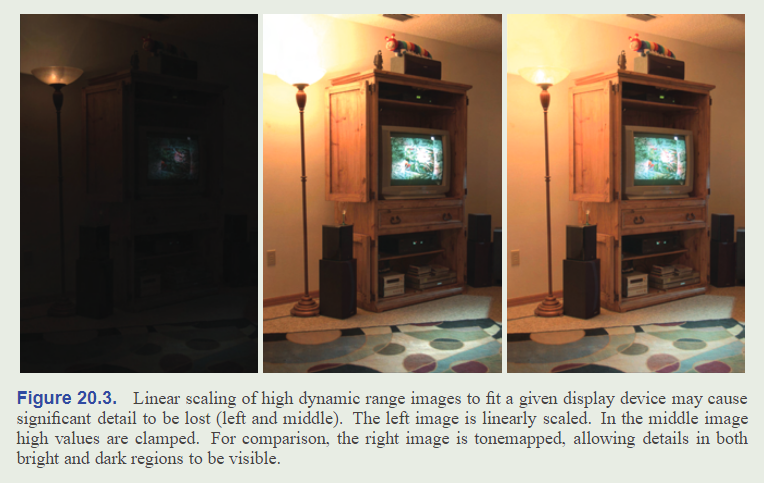 Figure 20.3. Linear scaling of high dynamic range images to fit a given display device may cause
significant detail to be lost (left and middle). The left image is linearly scaled. In the middle image
high values are clamped. For comparison, the right image is tonemapped, allowing details in both
bright and dark regions to be visible.